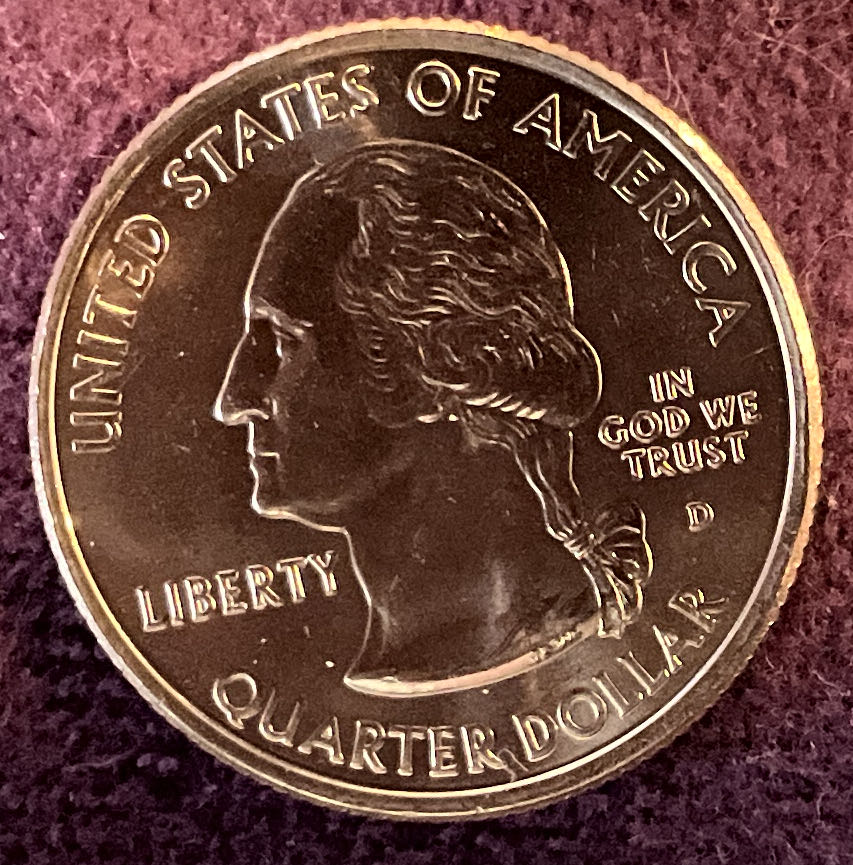 UNITED STATES OF AMERICA
IN
GOD WE
TRUST
D
LIBERTY
QUARTER DOLLAR